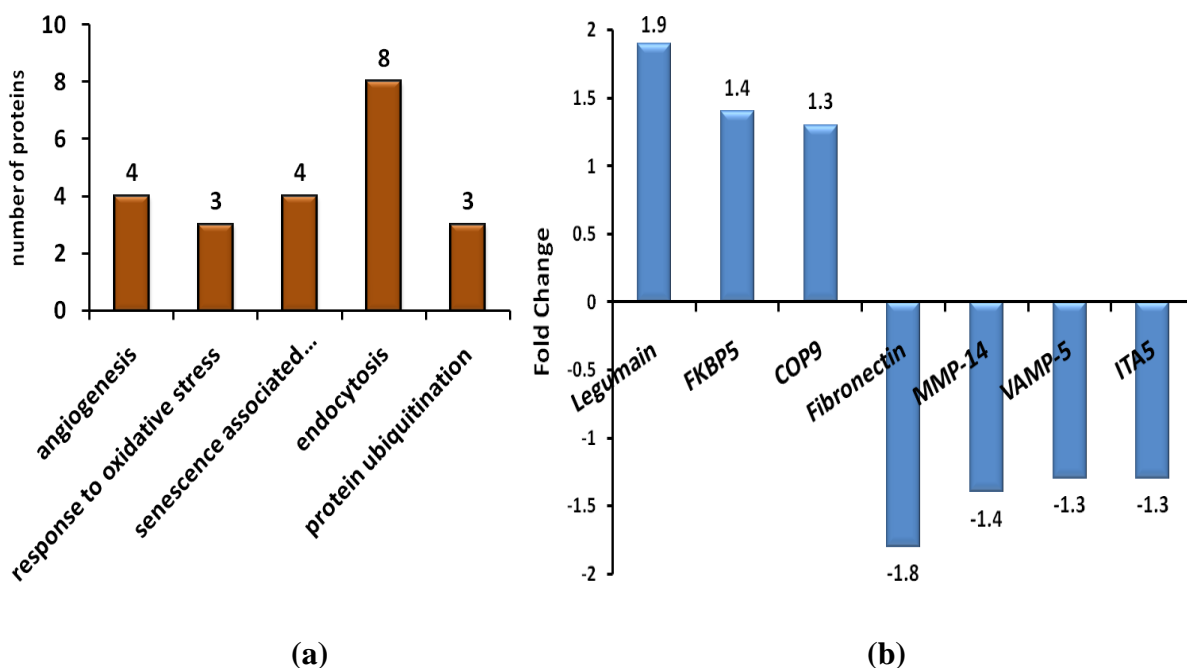 number of proteins
10
8
6
4
2
0
4
3
4
8
3
angiogenesis
response to oxidative stress
senescence associated...
endocytosis
protein ubiquitination
(a)
Fold Change
2
1.5
1
0.5
0
-0.5
-1
-1.5
-2
1.9
1.4
1.3
-1.8
-1.4
-1.3
-1.3
Legumain
FKBP5
COP9
Fibronectin
MMP-14
VAMP-5
ITA5
(b)